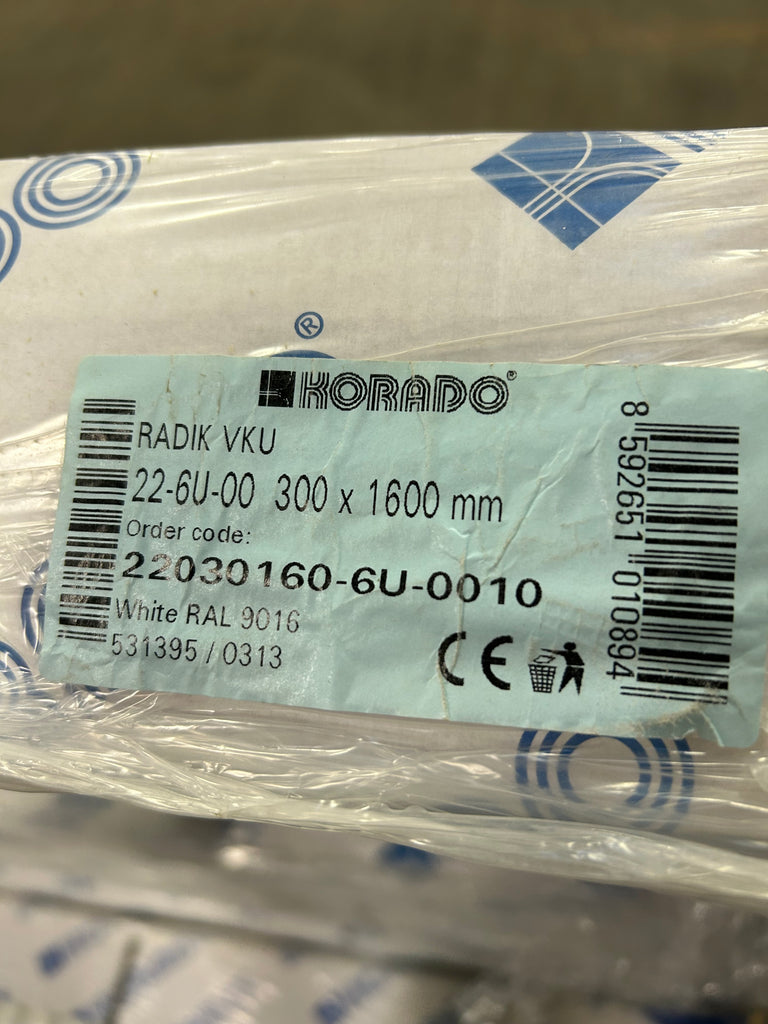 ®
KORADO®
RADIK VKU
22-6U-00 300 x 1600 mm
Order code:
22030160-6U-0010
White RAL 9016
531395 / 0313
CE
8 592651 010894